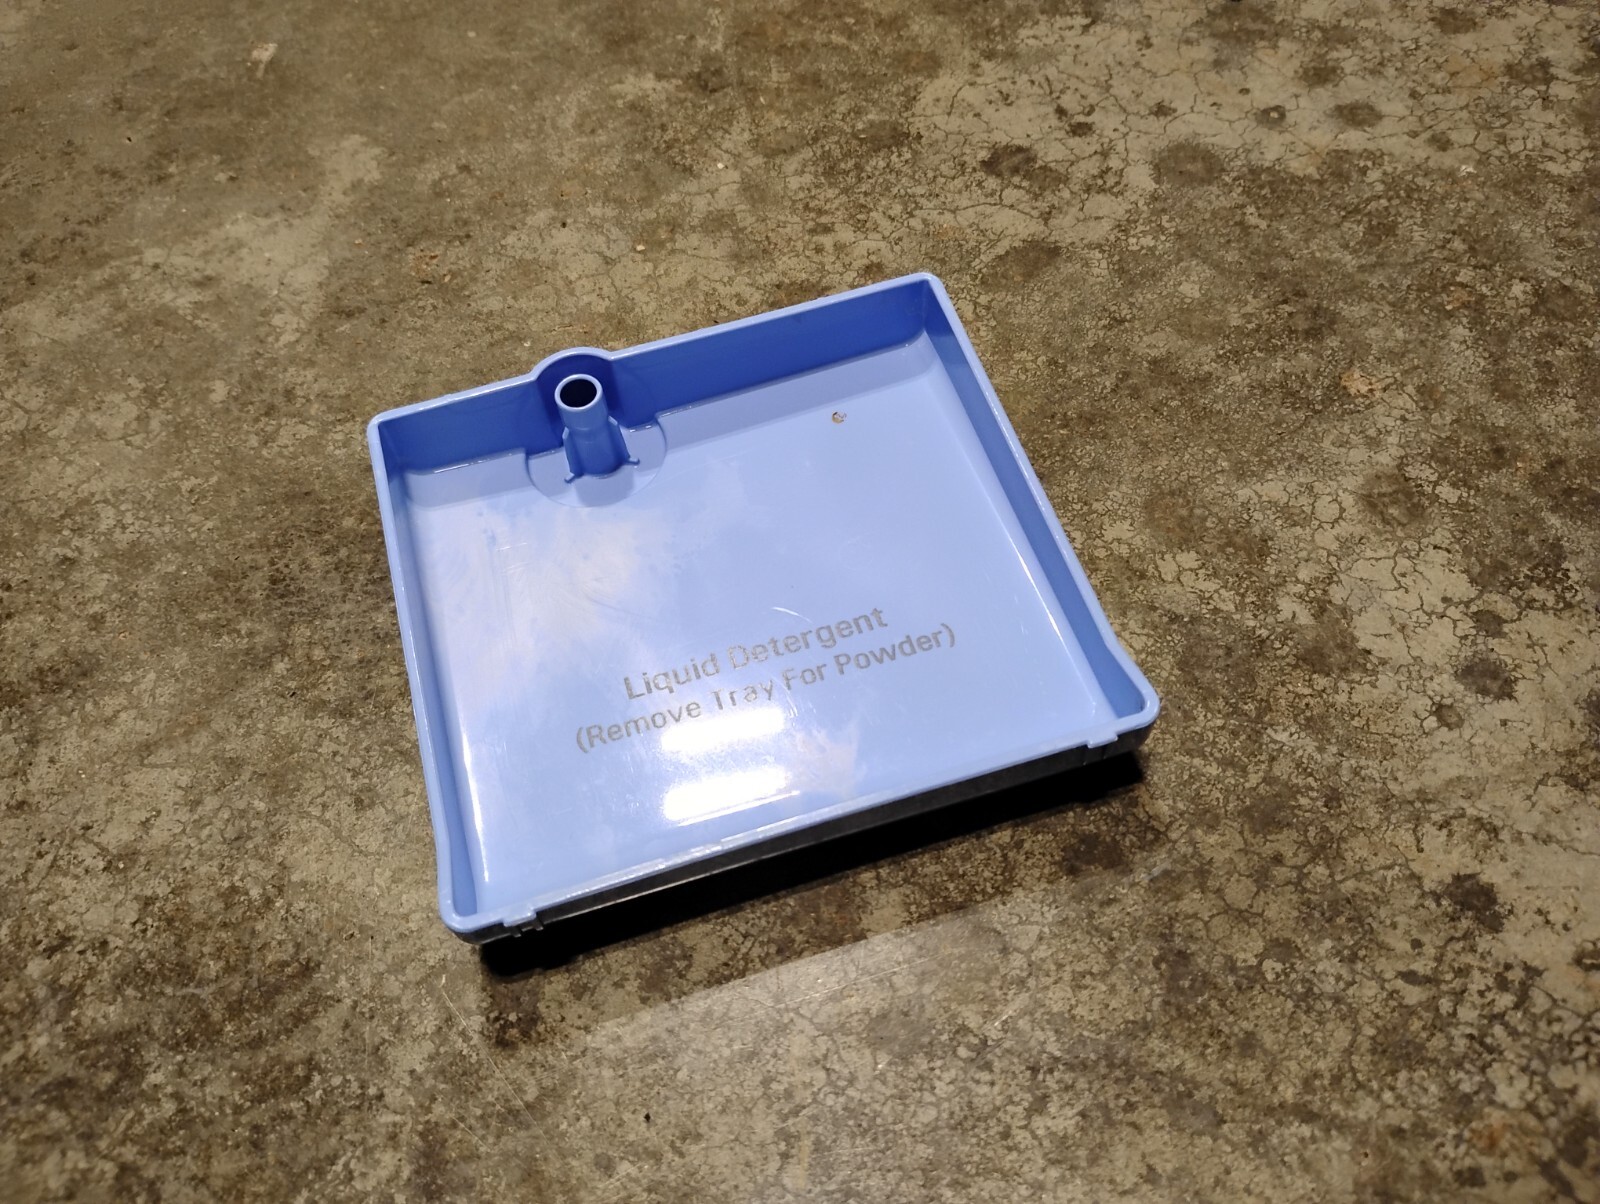 Liquid Detergent
(Remove Tray For Powder)